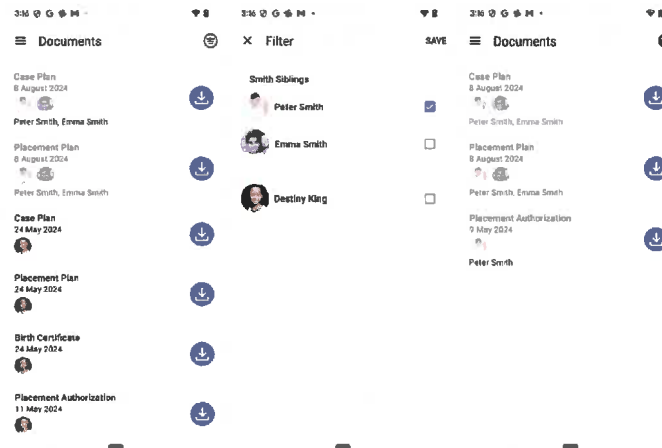 3:16 G M
Documents
Case Plan
8 August 2024
Peter Smith, Emma Smith
Placement Plan
8 August 2024
Peter Smith, Emma Smith
Case Plan
24 May 2024
Placement Plan
24 May 2024
Birth Certificate
24 May 2024
Placement Authorization
11 May 2024
3:16 G M
Filter
SAVE
Smith Siblings
Peter Smith
Emma Smith
Destiny King
3:16 G M
Documents
Case Plan
8 August 2024
Peter Smith, Emma Smith
Placement Plan
8 August 2024
Peter Smith, Emma Smith
Placement Authorization
9 May 2024
Peter Smith